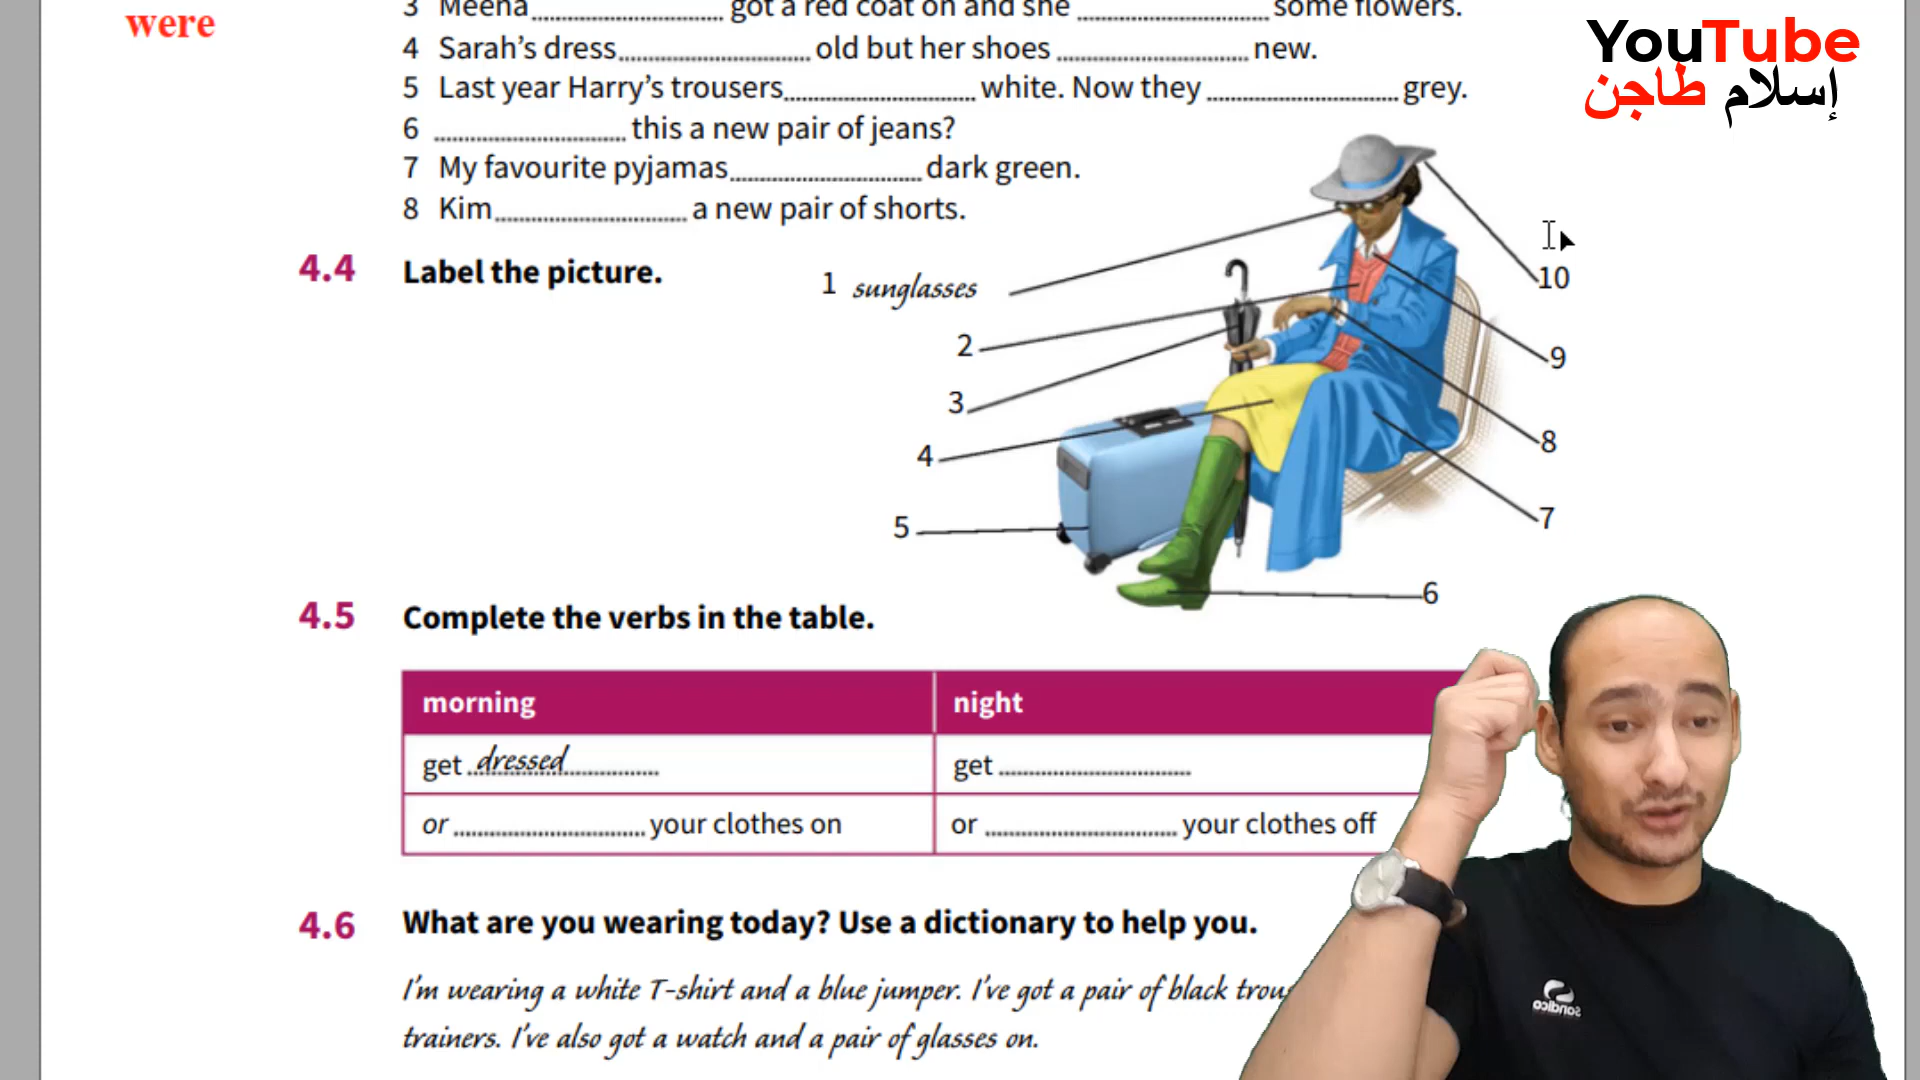 were
3 Meena ........ got a red coat on and she ........ some flowers.
4 Sarah's dress ........ old but her shoes ........ new.
5 Last year Harry's trousers ........ white. Now they ........ grey.
6 ........ this a new pair of jeans?
7 My favourite pyjamas ........ dark green.
8 Kim ........ a new pair of shorts.
YouTube
إسلام طاجن
4.4 Label the picture.
1 sunglasses
2
3
4
5
6
7
8
9
10
4.5 Complete the verbs in the table.
morning night
get dressed get ........
or ........ your clothes on or ........ your clothes off
4.6 What are you wearing today? Use a dictionary to help you.
I'm wearing a white T-shirt and a blue jumper. I've got a pair of black
trainers. I've also got a watch and a pair of glasses on.